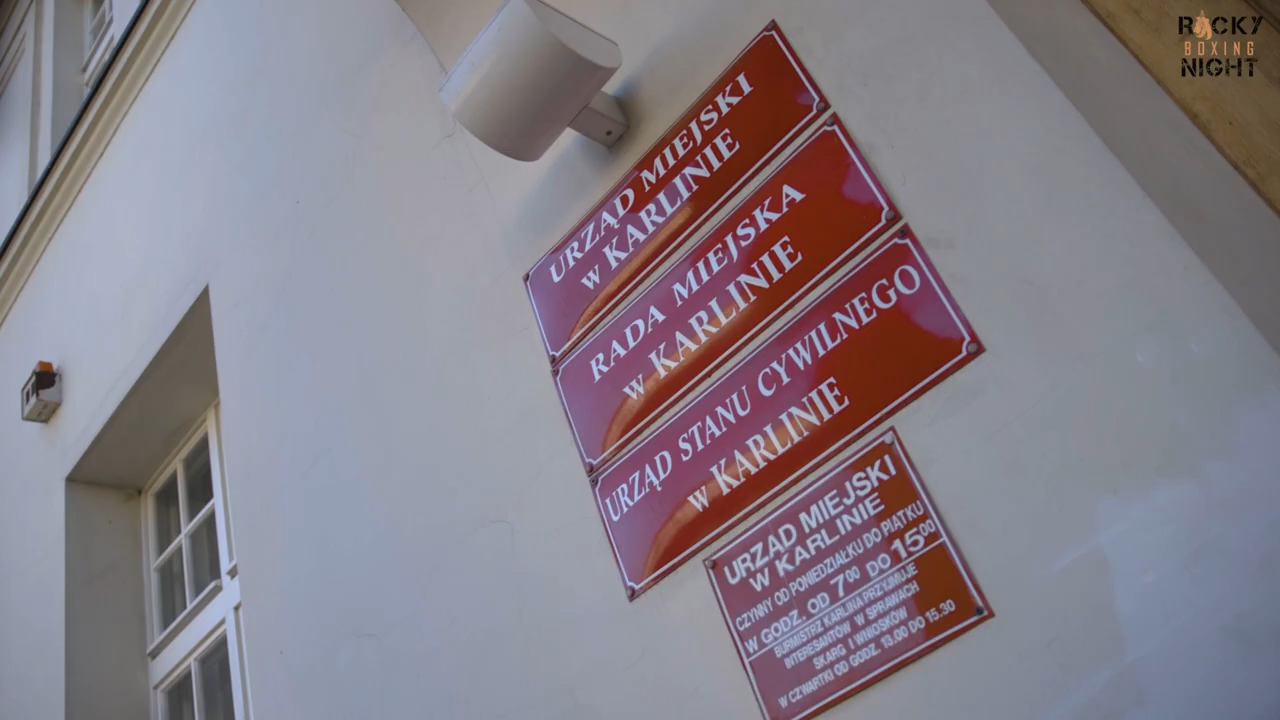 ROCKY
BOXING
NIGHT
URZĄD MIEJSKI
w KARLINIE
RADA MIEJSKA
w KARLINIE
URZĄD STANU CYWILNEGO
w KARLINIE
URZĄD MIEJSKI
W KARLINIE
CZYNNY OD PONIEDZIAŁKU DO PIĄTKU
W GODZ. OD 7⁰⁰ DO 15⁰⁰
BURMISTRZ KARLINA PRZYJMUJE
INTERESANTÓW W SPRAWACH
SKARG I WNIOSKÓW
W CZWARTKI OD GODZ. 13.00 DO 15.30